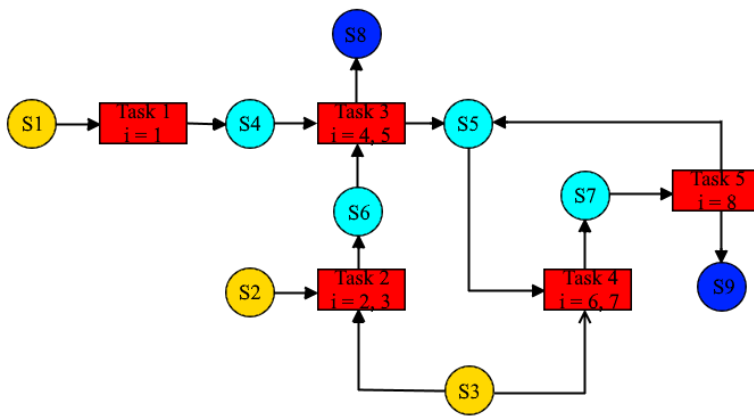 S8
S1
Task 1
i = 1
S4
Task 3
i = 4, 5
S5
Task 5
i = 8
S7
S6
S2
Task 2
i = 2, 3
Task 4
i = 6, 7
S9
S3